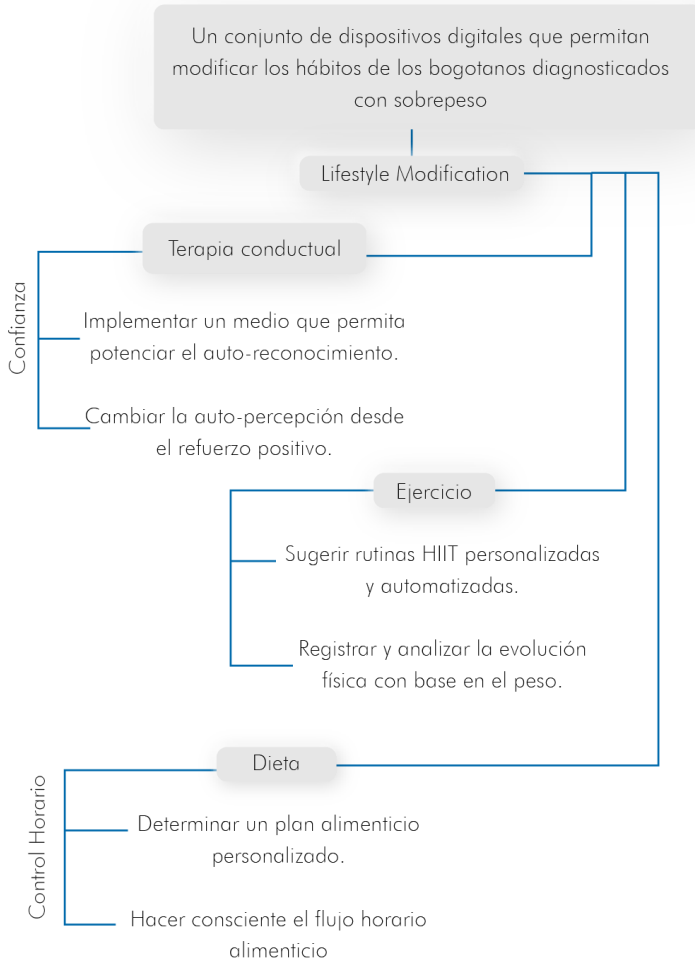 Un conjunto de dispositivos digitales que permitan
modificar los hábitos de los bogotanos diagnosticados
con sobrepeso
Lifestyle Modification
Terapia conductual
Confianza
Implementar un medio que permita
potenciar el auto-reconocimiento.
Cambiar la auto-percepción desde
el refuerzo positivo.
Ejercicio
Sugerir rutinas HIIT personalizadas
y automatizadas.
Registrar y analizar la evolución
física con base en el peso.
Dieta
Control Horario
Determinar un plan alimenticio
personalizado.
Hacer consciente el flujo horario
alimenticio